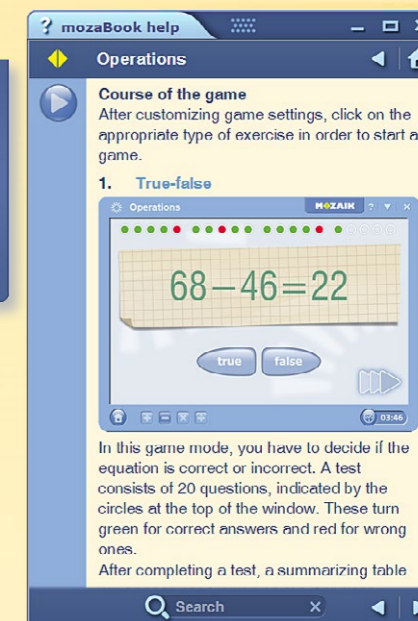 ? mozaBook help
Operations
Course of the game
After customizing game settings, click on the
appropriate type of exercise in order to start a
game.
1. True-false
Operations
MOZAIK ?
68−46=22
true false
03:46
In this game mode, you have to decide if the
equation is correct or incorrect. A test
consists of 20 questions, indicated by the
circles at the top of the window. These turn
green for correct answers and red for wrong
ones.
After completing a test, a summarizing table
Search